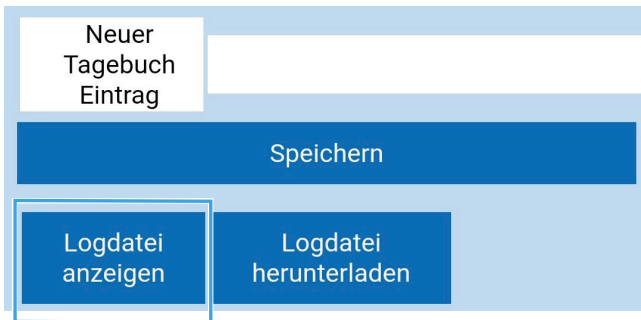 Neuer
Tagebuch
Eintrag
Speichern
Logdatei
anzeigen
Logdatei
herunterladen